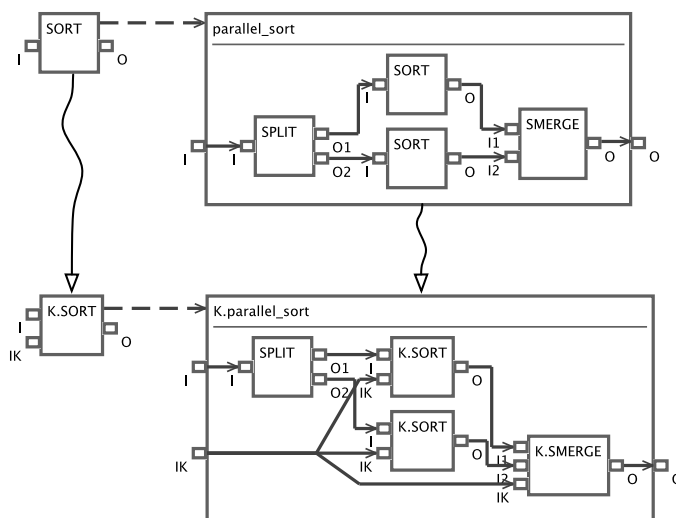 SORT
parallel_sort
I
O
SORT
I
O
SPLIT
SMERGE
I
I
O1
I1
O2
SORT
I
O
I2
O
O
K.SORT
K.parallel_sort
I
IK
O
SPLIT
K.SORT
I
I
O1
I
O2
IK
O
K.SORT
I
IK
O
K.SMERGE
IK
I1
I2
IK
O
O